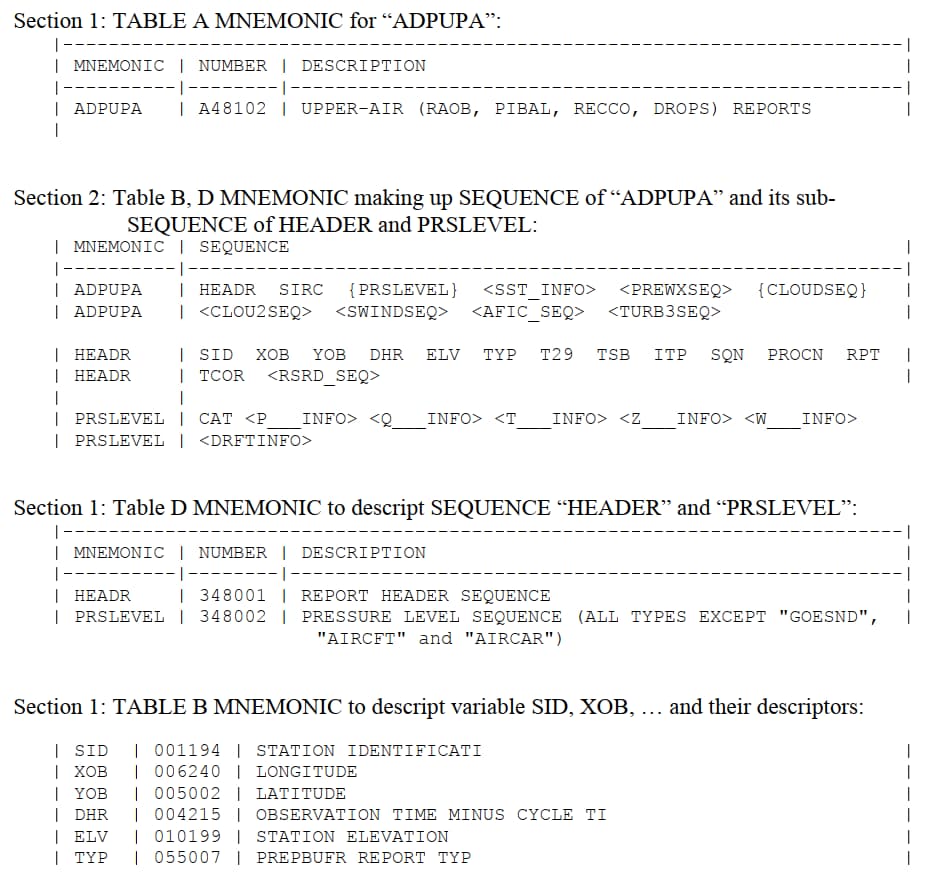 Section 1: TABLE A MNEMONIC for “ADPUPA”:
|------------------------------------------------------------------------------|
| MNEMONIC | NUMBER | DESCRIPTION |
|----------|--------|----------------------------------------------------------|
| ADPUPA | A48102 | UPPER-AIR (RAOB, PIBAL, RECCO, DROPS) REPORTS |
|
Section 2: Table B, D MNEMONIC making up SEQUENCE of “ADPUPA” and its sub-
SEQUENCE of HEADER and PRSLEVEL:
| MNEMONIC | SEQUENCE |
|----------|-------------------------------------------------------------------|
| ADPUPA | HEADR SIRC {PRSLEVEL} <SST_INFO> <PREWXSEQ> {CLOUDSEQ} |
| ADPUPA | <CLOU2SEQ> <SWINDSEQ> <AFIC_SEQ> <TURB3SEQ> |
| HEADR | SID XOB YOB DHR ELV TYP T29 TSB ITP SQN PROCN RPT |
| HEADR | TCOR <RSRD_SEQ> |
| |
| PRSLEVEL | CAT <P___INFO> <Q___INFO> <T___INFO> <Z___INFO> <W___INFO>
| PRSLEVEL | <DRFTINFO>
Section 1: Table D MNEMONIC to descript SEQUENCE “HEADER” and “PRSLEVEL”:
|------------------------------------------------------------------------------|
| MNEMONIC | NUMBER | DESCRIPTION |
|----------|--------|----------------------------------------------------------|
| HEADR | 348001 | REPORT HEADER SEQUENCE |
| PRSLEVEL | 348002 | PRESSURE LEVEL SEQUENCE (ALL TYPES EXCEPT "GOESND", |
"AIRCFT" and "AIRCAR")
Section 1: TABLE B MNEMONIC to descript variable SID, XOB, … and their descriptors:
| SID | 001194 | STATION IDENTIFICATI |
| XOB | 006240 | LONGITUDE |
| YOB | 005002 | LATITUDE |
| DHR | 004215 | OBSERVATION TIME MINUS CYCLE TI |
| ELV | 010199 | STATION ELEVATION |
| TYP | 055007 | PREPBUFR REPORT TYP |